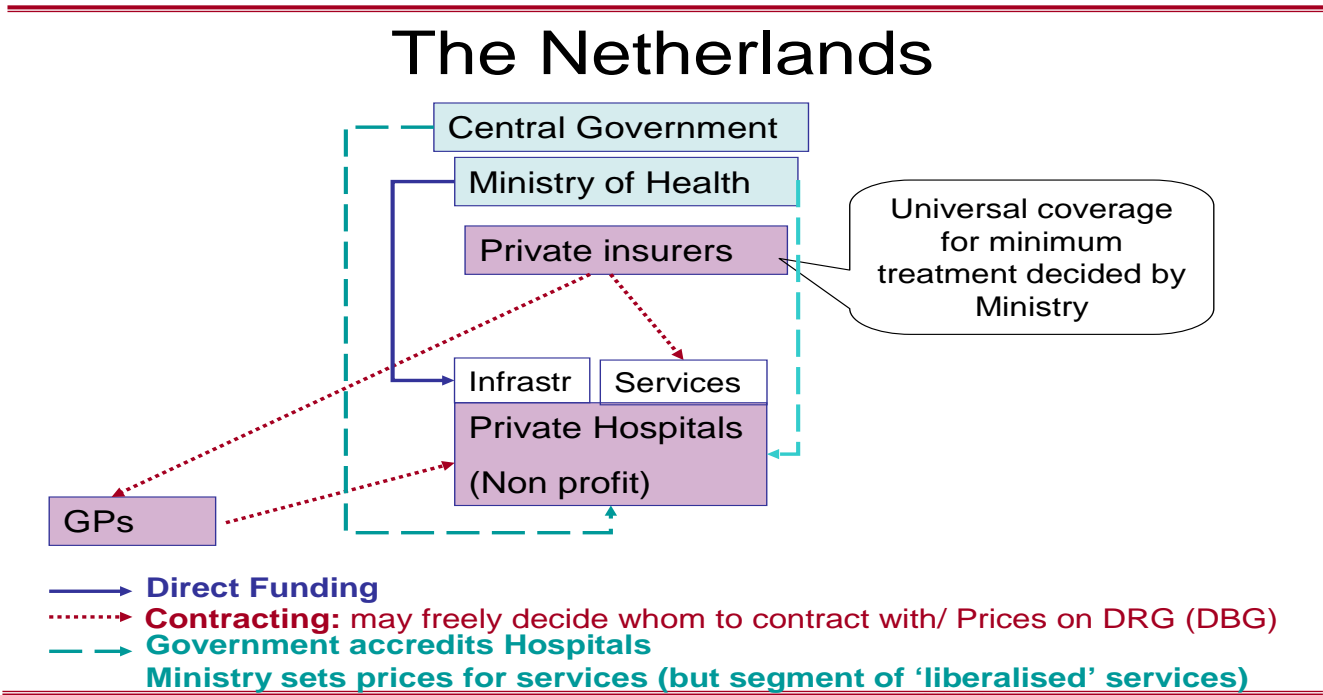 The Netherlands
Central Government
Ministry of Health
Private insurers
Universal coverage
for minimum
treatment decided by
Ministry
Infrastr
Services
Private Hospitals
(Non profit)
GPs
Direct Funding
Contracting: may freely decide whom to contract with/ Prices on DRG (DBG)
Government accredits Hospitals
Ministry sets prices for services (but segment of ‘liberalised’ services)